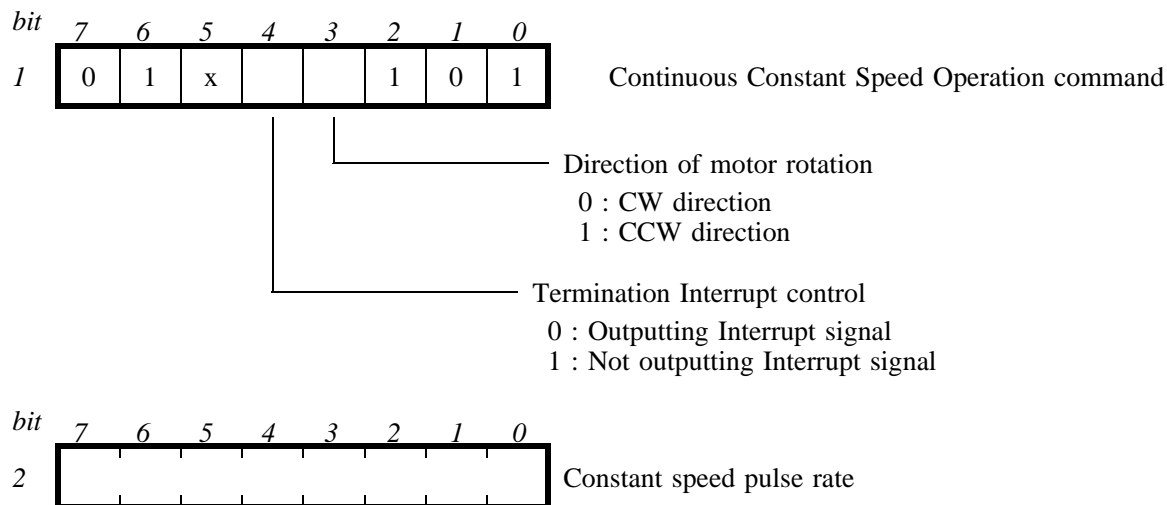 bit 7 6 5 4 3 2 1 0
1 0 1 x 1 0 1 Continuous Constant Speed Operation command
Direction of motor rotation
0 : CW direction
1 : CCW direction
Termination Interrupt control
0 : Outputting Interrupt signal
1 : Not outputting Interrupt signal
bit 7 6 5 4 3 2 1 0
2 Constant speed pulse rate